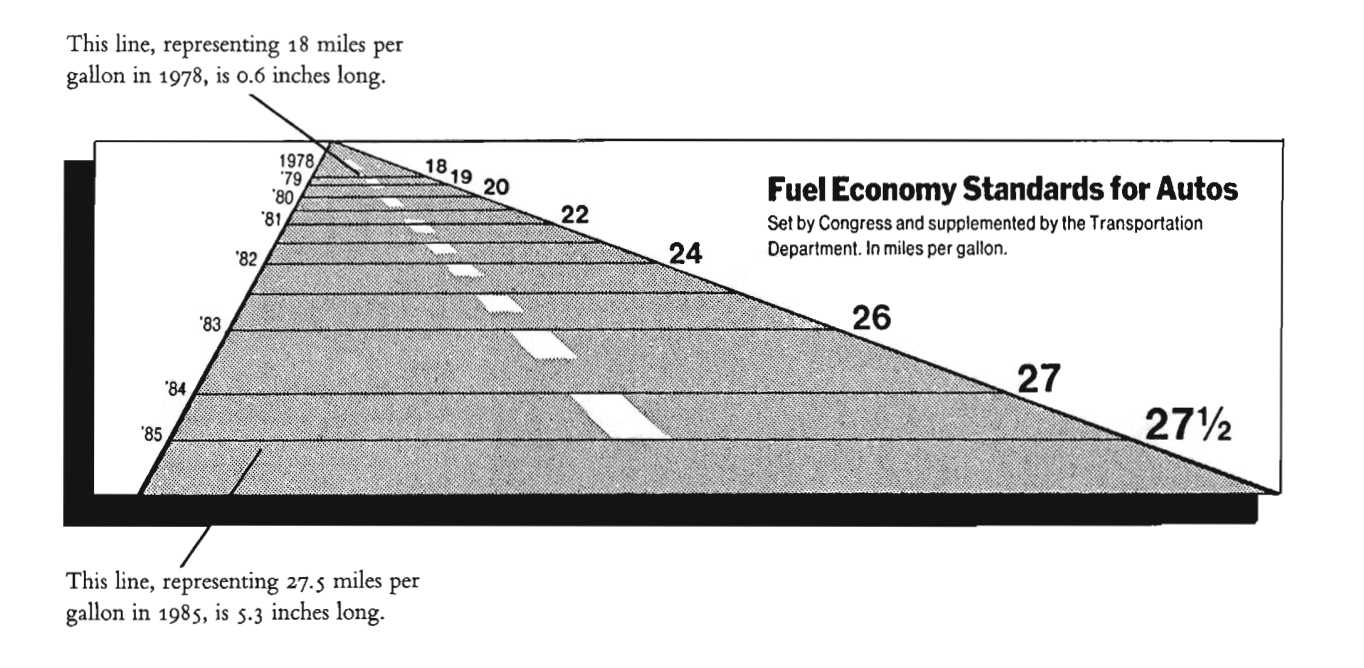 This line, representing 18 miles per
gallon in 1978, is 0.6 inches long.
1978 18
'79 19
'80 20
'81 22
'82 24
'83 26
'84 27
'85 27½
Fuel Economy Standards for Autos
Set by Congress and supplemented by the Transportation
Department. In miles per gallon.
This line, representing 27.5 miles per
gallon in 1985, is 5.3 inches long.